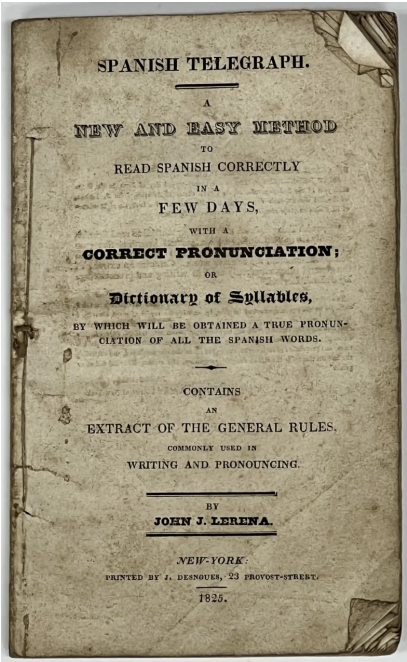 SPANISH TELEGRAPH.
A
NEW AND EASY METHOD
TO
READ SPANISH CORRECTLY
IN A
FEW DAYS,
WITH A
CORRECT PRONUNCIATION;
OR
Dictionary of Syllables,
BY WHICH WILL BE OBTAINED A TRUE PRONUN-
CIATION OF ALL THE SPANISH WORDS.
CONTAINS
AN
EXTRACT OF THE GENERAL RULES,
COMMONLY USED IN
WRITING AND PRONOUNCING.
BY
JOHN J. LERENA.
NEW-YORK:
PRINTED BY J. DESNOUES, 23 PROVOST-STREET.
1825.